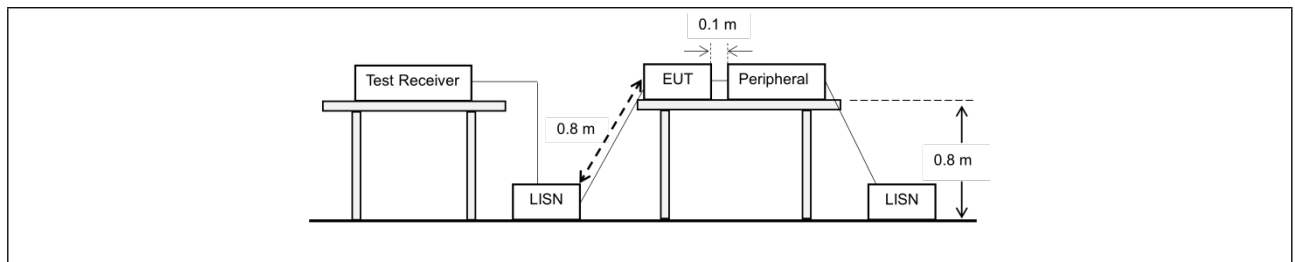 0.1 m
Test Receiver
EUT
Peripheral
0.8 m
0.8 m
LISN
LISN